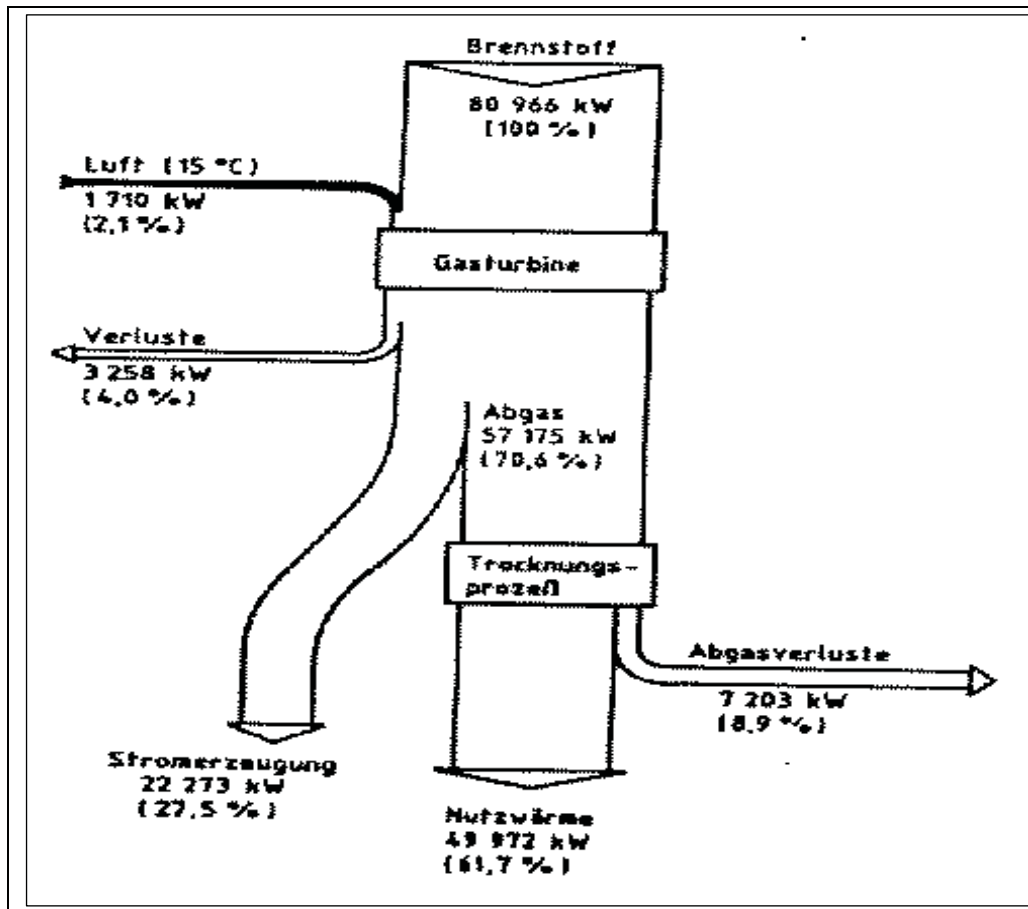 Brennstoff
80 966 kW
(100 %)
Luft (15 °C)
1 710 kW
(2,1 %)
Gasturbine
Verluste
3 258 kW
(4,0 %)
Abgas
57 175 kW
(70,6 %)
Trocknungs-
prozeß
Abgasverluste
7 203 kW
(8,9 %)
Stromerzeugung
22 273 kW
(27,5 %)
Nutzwärme
49 972 kW
(61,7 %)